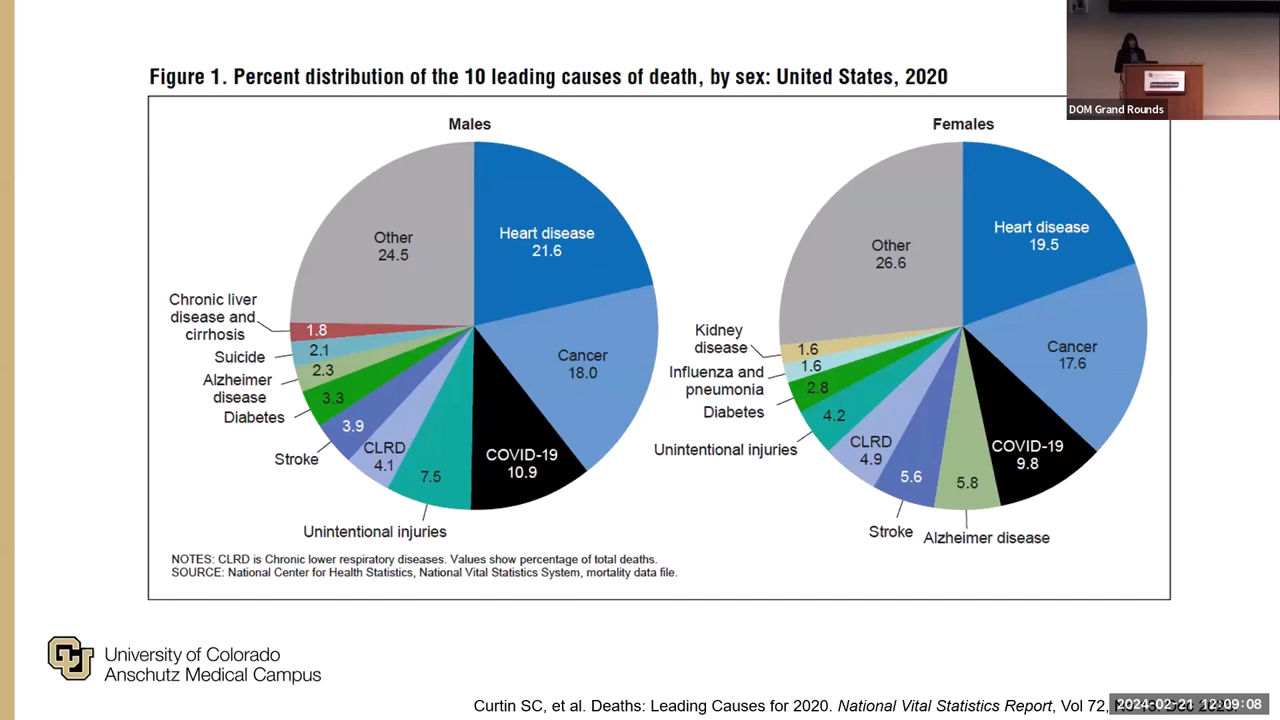 DOM Grand Rounds
Figure 1. Percent distribution of the 10 leading causes of death, by sex: United States, 2020
Males
Other
24.5
Heart disease
21.6
Cancer
18.0
COVID-19
10.9
7.5
Unintentional injuries
CLRD
4.1
3.9
Stroke
3.3
Diabetes
2.3
Alzheimer
disease
2.1
Suicide
1.8
Chronic liver
disease and
cirrhosis
Females
Other
26.6
Heart disease
19.5
Cancer
17.6
COVID-19
9.8
5.8
Alzheimer disease
5.6
Stroke
CLRD
4.9
4.2
Unintentional injuries
2.8
Diabetes
1.6
Influenza and
pneumonia
1.6
Kidney
disease
NOTES: CLRD is Chronic lower respiratory diseases. Values show percentage of total deaths.
SOURCE: National Center for Health Statistics, National Vital Statistics System, mortality data file.
University of Colorado
Anschutz Medical Campus
Curtin SC, et al. Deaths: Leading Causes for 2020. National Vital Statistics Report, Vol 72,
2024-02-21 12:09:08